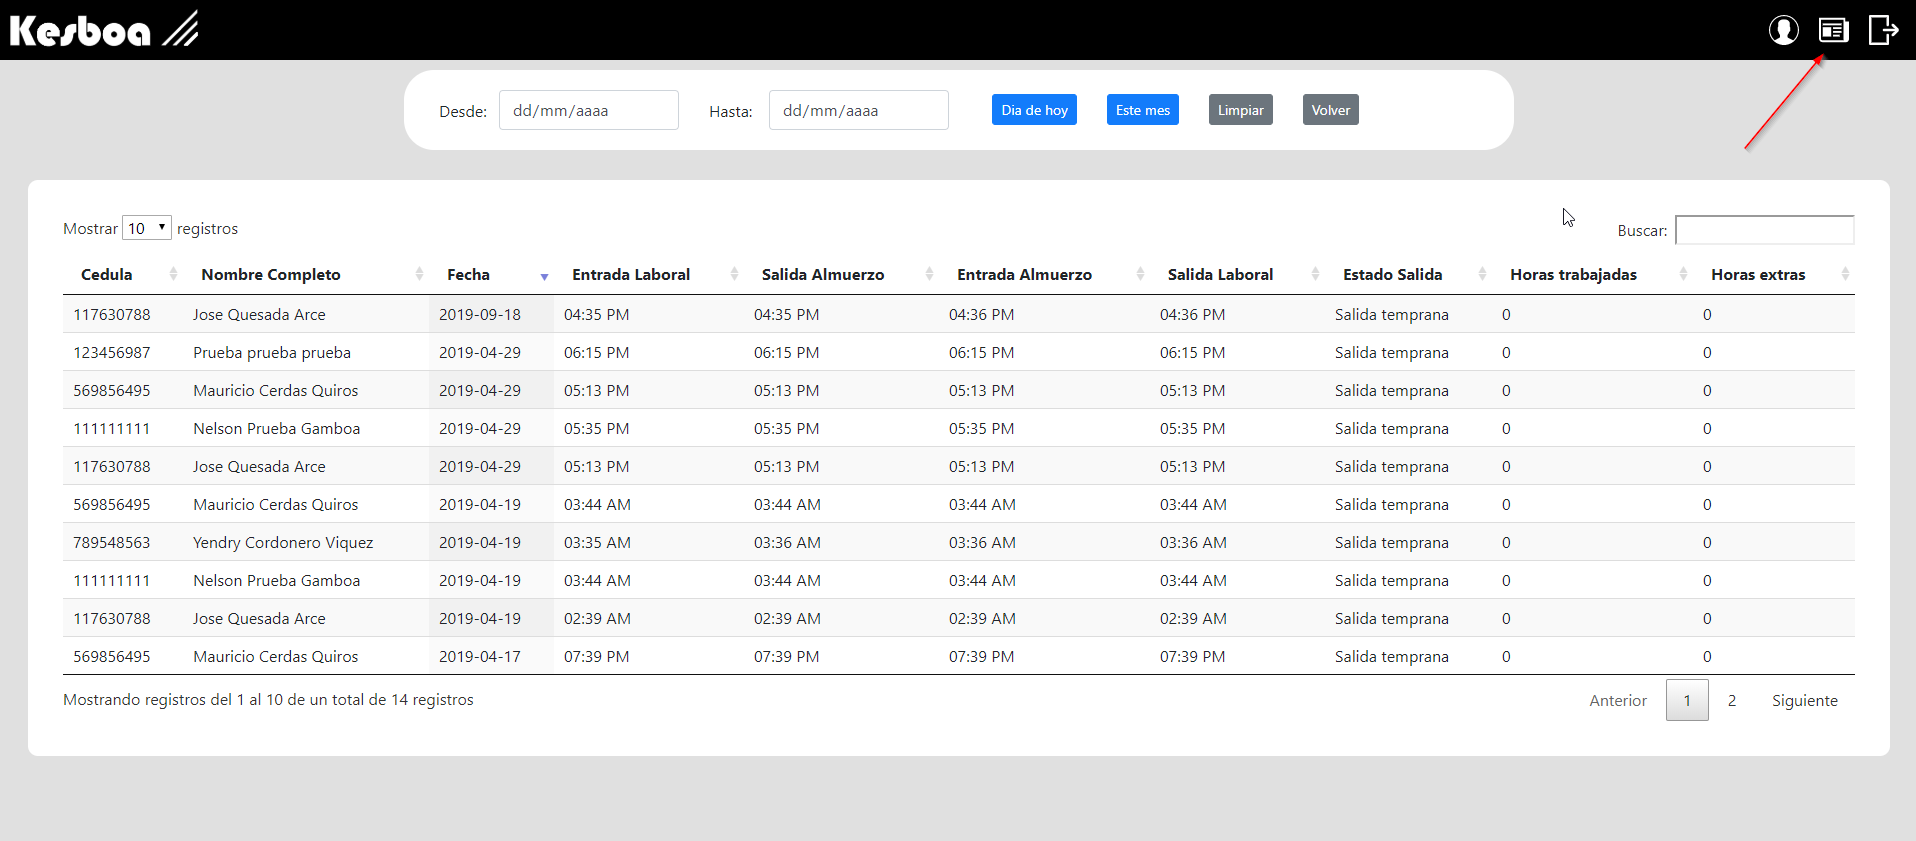 Kesboa
Desde: dd/mm/aaaa Hasta: dd/mm/aaaa Dia de hoy Este mes Limpiar Volver
Mostrar 10 registros Buscar:
Cedula Nombre Completo Fecha Entrada Laboral Salida Almuerzo Entrada Almuerzo Salida Laboral Estado Salida Horas trabajadas Horas extras
117630788 Jose Quesada Arce 2019-09-18 04:35 PM 04:35 PM 04:36 PM 04:36 PM Salida temprana 0 0
123456987 Prueba prueba prueba 2019-04-29 06:15 PM 06:15 PM 06:15 PM 06:15 PM Salida temprana 0 0
569856495 Mauricio Cerdas Quiros 2019-04-29 05:13 PM 05:13 PM 05:13 PM 05:13 PM Salida temprana 0 0
111111111 Nelson Prueba Gamboa 2019-04-29 05:35 PM 05:35 PM 05:35 PM 05:35 PM Salida temprana 0 0
117630788 Jose Quesada Arce 2019-04-29 05:13 PM 05:13 PM 05:13 PM 05:13 PM Salida temprana 0 0
569856495 Mauricio Cerdas Quiros 2019-04-19 03:44 AM 03:44 AM 03:44 AM 03:44 AM Salida temprana 0 0
789548563 Yendry Cordonero Viquez 2019-04-19 03:35 AM 03:36 AM 03:36 AM 03:36 AM Salida temprana 0 0
111111111 Nelson Prueba Gamboa 2019-04-19 03:44 AM 03:44 AM 03:44 AM 03:44 AM Salida temprana 0 0
117630788 Jose Quesada Arce 2019-04-19 02:39 AM 02:39 AM 02:39 AM 02:39 AM Salida temprana 0 0
569856495 Mauricio Cerdas Quiros 2019-04-17 07:39 PM 07:39 PM 07:39 PM 07:39 PM Salida temprana 0 0
Mostrando registros del 1 al 10 de un total de 14 registros Anterior 1 2 Siguiente